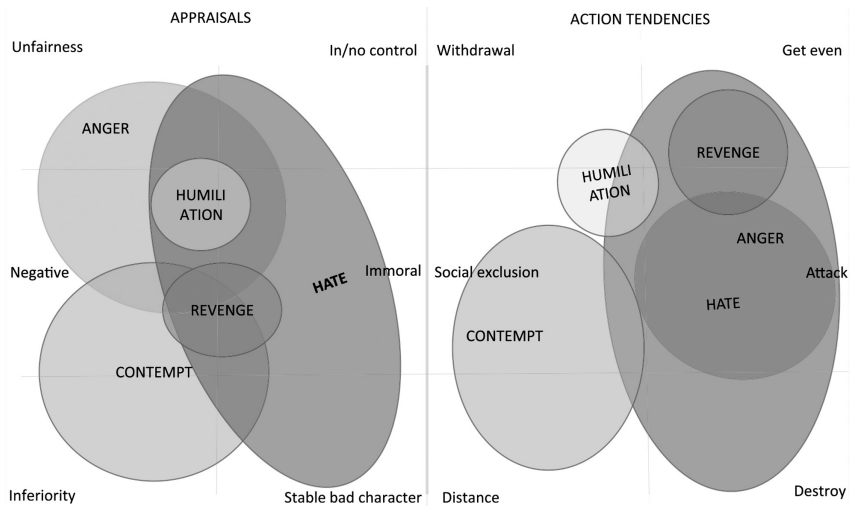 APPRAISALS
Unfairness
In/no control
ANGER
HUMILI
ATION
Negative
Immoral
HATE
REVENGE
CONTEMPT
Inferiority
Stable bad character
ACTION TENDENCIES
Withdrawal
Get even
REVENGE
HUMILI
ATION
ANGER
Social exclusion
Attack
HATE
CONTEMPT
Distance
Destroy